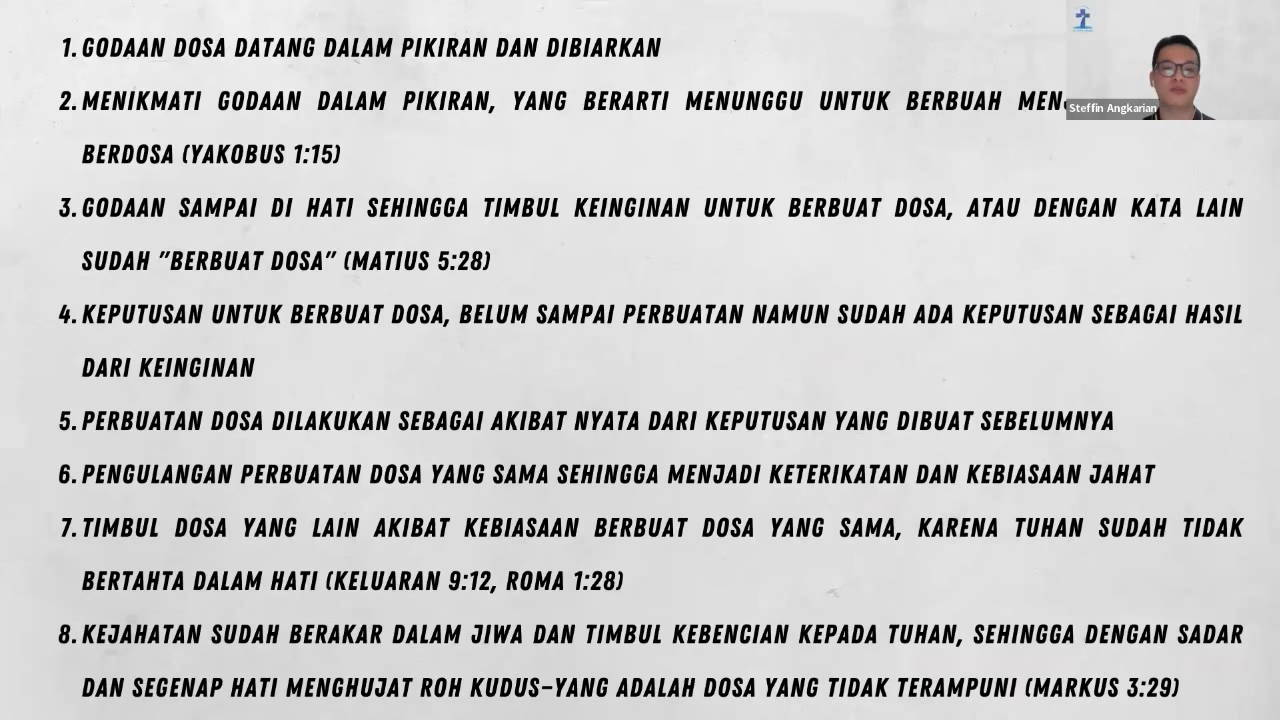 1. GODAAN DOSA DATANG DALAM PIKIRAN DAN DIBIARKAN
2. MENIKMATI GODAAN DALAM PIKIRAN, YANG BERARTI MENUNGGU UNTUK BERBUAH
BERDOSA (YAKOBUS 1:15)
3. GODAAN SAMPAI DI HATI SEHINGGA TIMBUL KEINGINAN UNTUK BERBUAT DOSA, ATAU DENGAN KATA LAIN
SUDAH "BERBUAT DOSA" (MATIUS 5:28)
4. KEPUTUSAN UNTUK BERBUAT DOSA, BELUM SAMPAI PERBUATAN NAMUN SUDAH ADA KEPUTUSAN SEBAGAI HASIL
DARI KEINGINAN
5. PERBUATAN DOSA DILAKUKAN SEBAGAI AKIBAT NYATA DARI KEPUTUSAN YANG DIBUAT SEBELUMNYA
6. PENGULANGAN PERBUATAN DOSA YANG SAMA SEHINGGA MENJADI KETERIKATAN DAN KEBIASAAN JAHAT
7. TIMBUL DOSA YANG LAIN AKIBAT KEBIASAAN BERBUAT DOSA YANG SAMA, KARENA TUHAN SUDAH TIDAK
BERTAHTA DALAM HATI (KELUARAN 9:12, ROMA 1:28)
8. KEJAHATAN SUDAH BERAKAR DALAM JIWA DAN TIMBUL KEBENCIAN KEPADA TUHAN, SEHINGGA DENGAN SADAR
DAN SEGENAP HATI MENGHUJAT ROH KUDUS–YANG ADALAH DOSA YANG TIDAK TERAMPUNI (MARKUS 3:29)
Steffin Angkarian